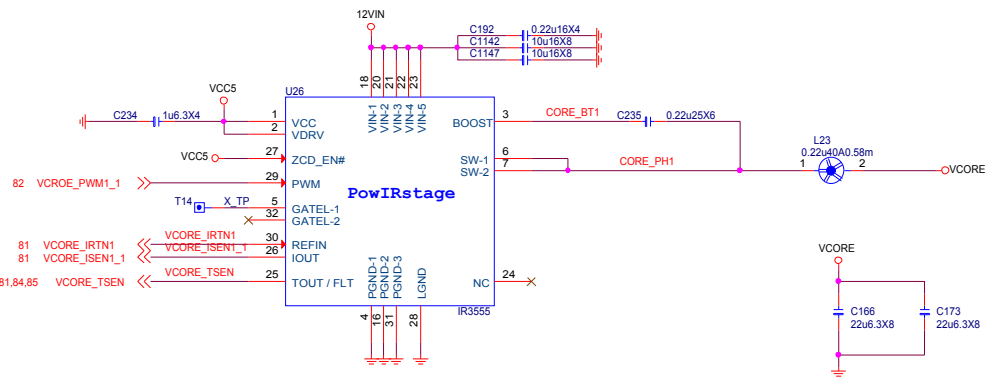 12VIN
C192 0.22u16X4
C1142 10u16X8
C1147 10u16X8
18 20 21 22 23
VCC5
U26
C234 1u6.3X4 1 VCC VIN-1 VIN-2 VIN-3 VIN-4 VIN-5 BOOST 3 CORE_BT1 C235 0.22u25X6
2 VDRV
L23
0.22u40A0.58m
VCC5 27 ZCD_EN# SW-1 6
SW-2 7 CORE_PH1 1 2 VCORE
82 VCROE_PWM1_1 29 PWM
PowIRstage
T14 X_TP 5 GATEL-1
32 GATEL-2
VCORE_IRTN1
81 VCORE_IRTN1 30 REFIN
VCORE_ISEN1_1
81 VCORE_ISEN1_1 26 IOUT
VCORE_TSEN
81,84,85 VCORE_TSEN 25 TOUT / FLT PGND-1 PGND-2 PGND-3 LGND NC 24
IR3555
4 16 31 28
VCORE
C166
22u6.3X8
C173
22u6.3X8